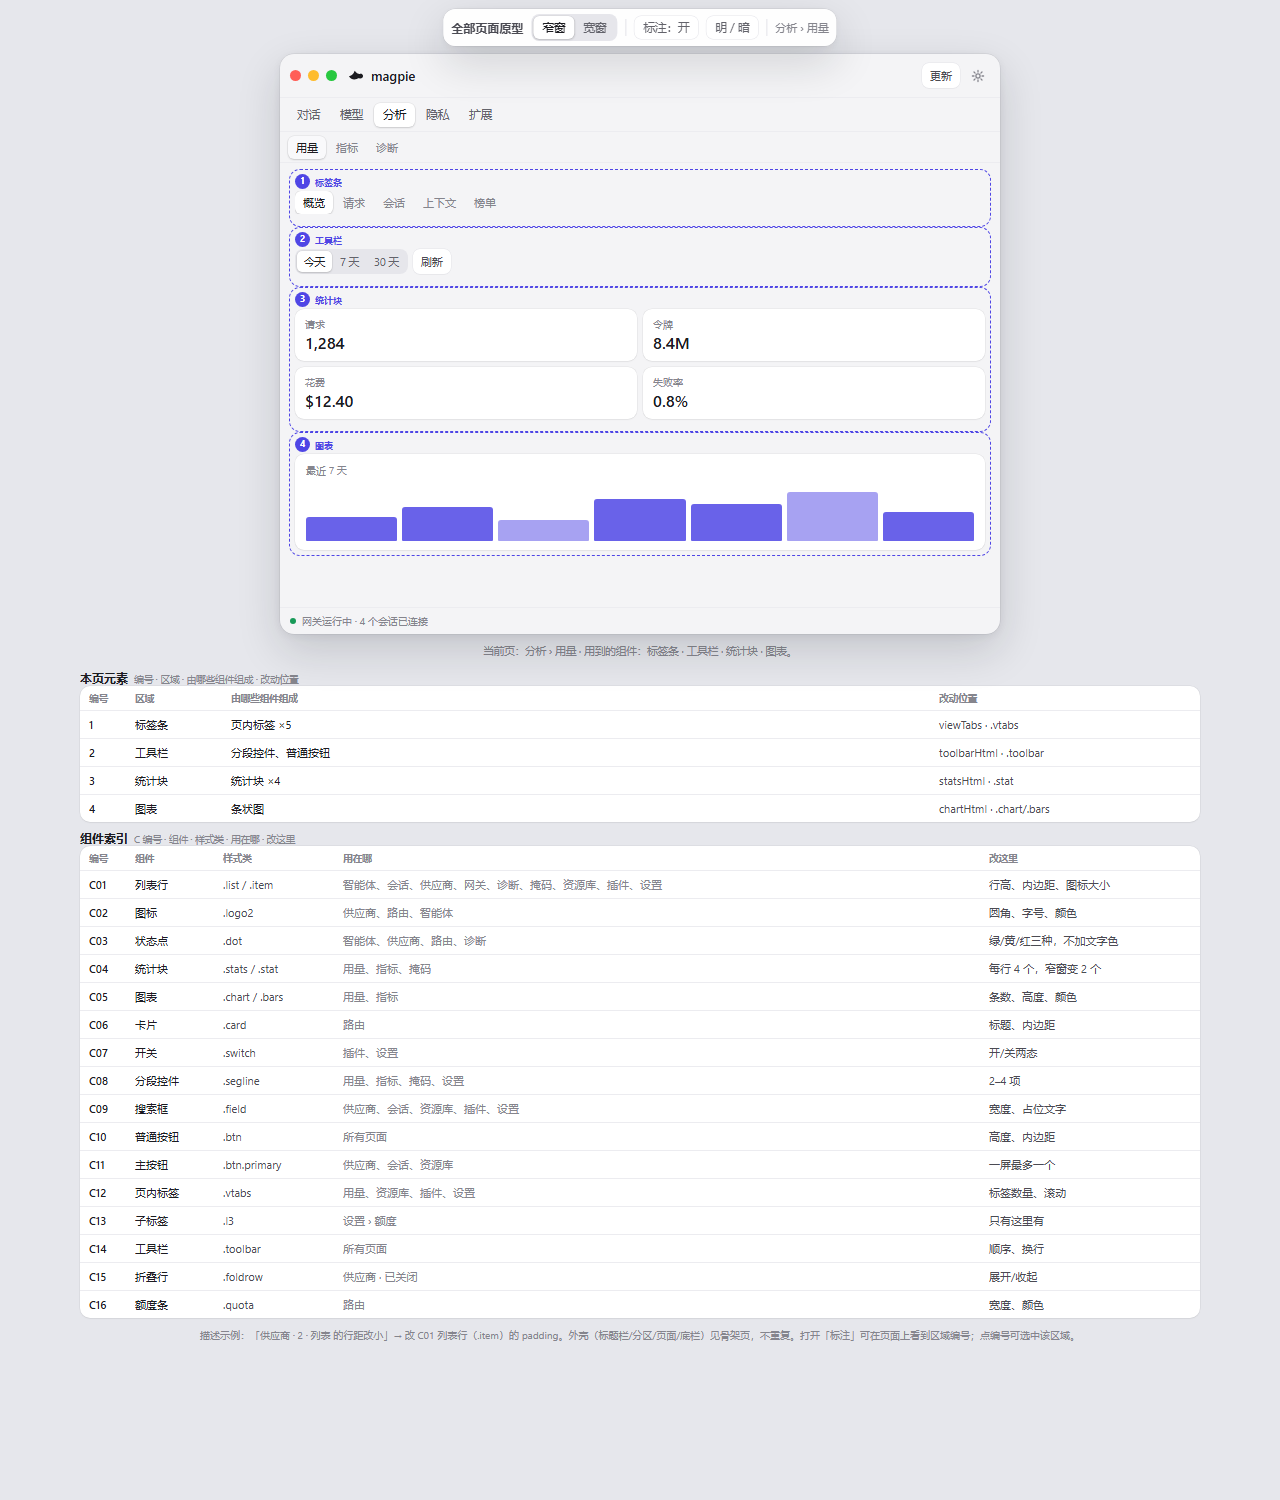 全部页面原型 窄窗 宽窗 标注：开 明 / 暗 分析 › 用量
magpie 更新
对话 模型 分析 隐私 扩展
用量 指标 诊断
1 标签条
概览 请求 会话 上下文 榜单
2 工具栏
今天 7 天 30 天 刷新
3 统计块
请求 令牌
1,284 8.4M
花费 失败率
$12.40 0.8%
4 图表
最近 7 天
网关运行中 · 4 个会话已连接
当前页：分析 › 用量 · 用到的组件：标签条 · 工具栏 · 统计块 · 图表。
本页元素 编号 · 区域 · 由哪些组件组成 · 改动位置
编号 区域 由哪些组件组成 改动位置
1 标签条 页内标签 ×5 viewTabs · .vtabs
2 工具栏 分段控件、普通按钮 toolbarHtml · .toolbar
3 统计块 统计块 ×4 statsHtml · .stat
4 图表 条状图 chartHtml · .chart/.bars
组件索引 C 编号 · 组件 · 样式类 · 用在哪 · 改这里
编号 组件 样式类 用在哪 改这里
C01 列表行 .list / .item 智能体、会话、供应商、网关、诊断、掩码、资源库、插件、设置 行高、内边距、图标大小
C02 图标 .logo2 供应商、路由、智能体 圆角、字号、颜色
C03 状态点 .dot 智能体、供应商、路由、诊断 绿/黄/红三种，不加文字色
C04 统计块 .stats / .stat 用量、指标、掩码 每行 4 个，窄窗变 2 个
C05 图表 .chart / .bars 用量、指标 条数、高度、颜色
C06 卡片 .card 路由 标题、内边距
C07 开关 .switch 插件、设置 开/关两态
C08 分段控件 .segline 用量、指标、掩码、设置 2–4 项
C09 搜索框 .field 供应商、会话、资源库、插件、设置 宽度、占位文字
C10 普通按钮 .btn 所有页面 高度、内边距
C11 主按钮 .btn.primary 供应商、会话、资源库 一屏最多一个
C12 页内标签 .vtabs 用量、资源库、插件、设置 标签数量、滚动
C13 子标签 .l3 设置 › 额度 只有这里有
C14 工具栏 .toolbar 所有页面 顺序、换行
C15 折叠行 .foldrow 供应商 · 已关闭 展开/收起
C16 额度条 .quota 路由 宽度、颜色
描述示例：「供应商 · 2 · 列表 的行距改小」→ 改 C01 列表行（.item）的 padding。外壳（标题栏/分区/页面/底栏）见骨架页，不重复。打开「标注」可在页面上看到区域编号；点编号可选中该区域。